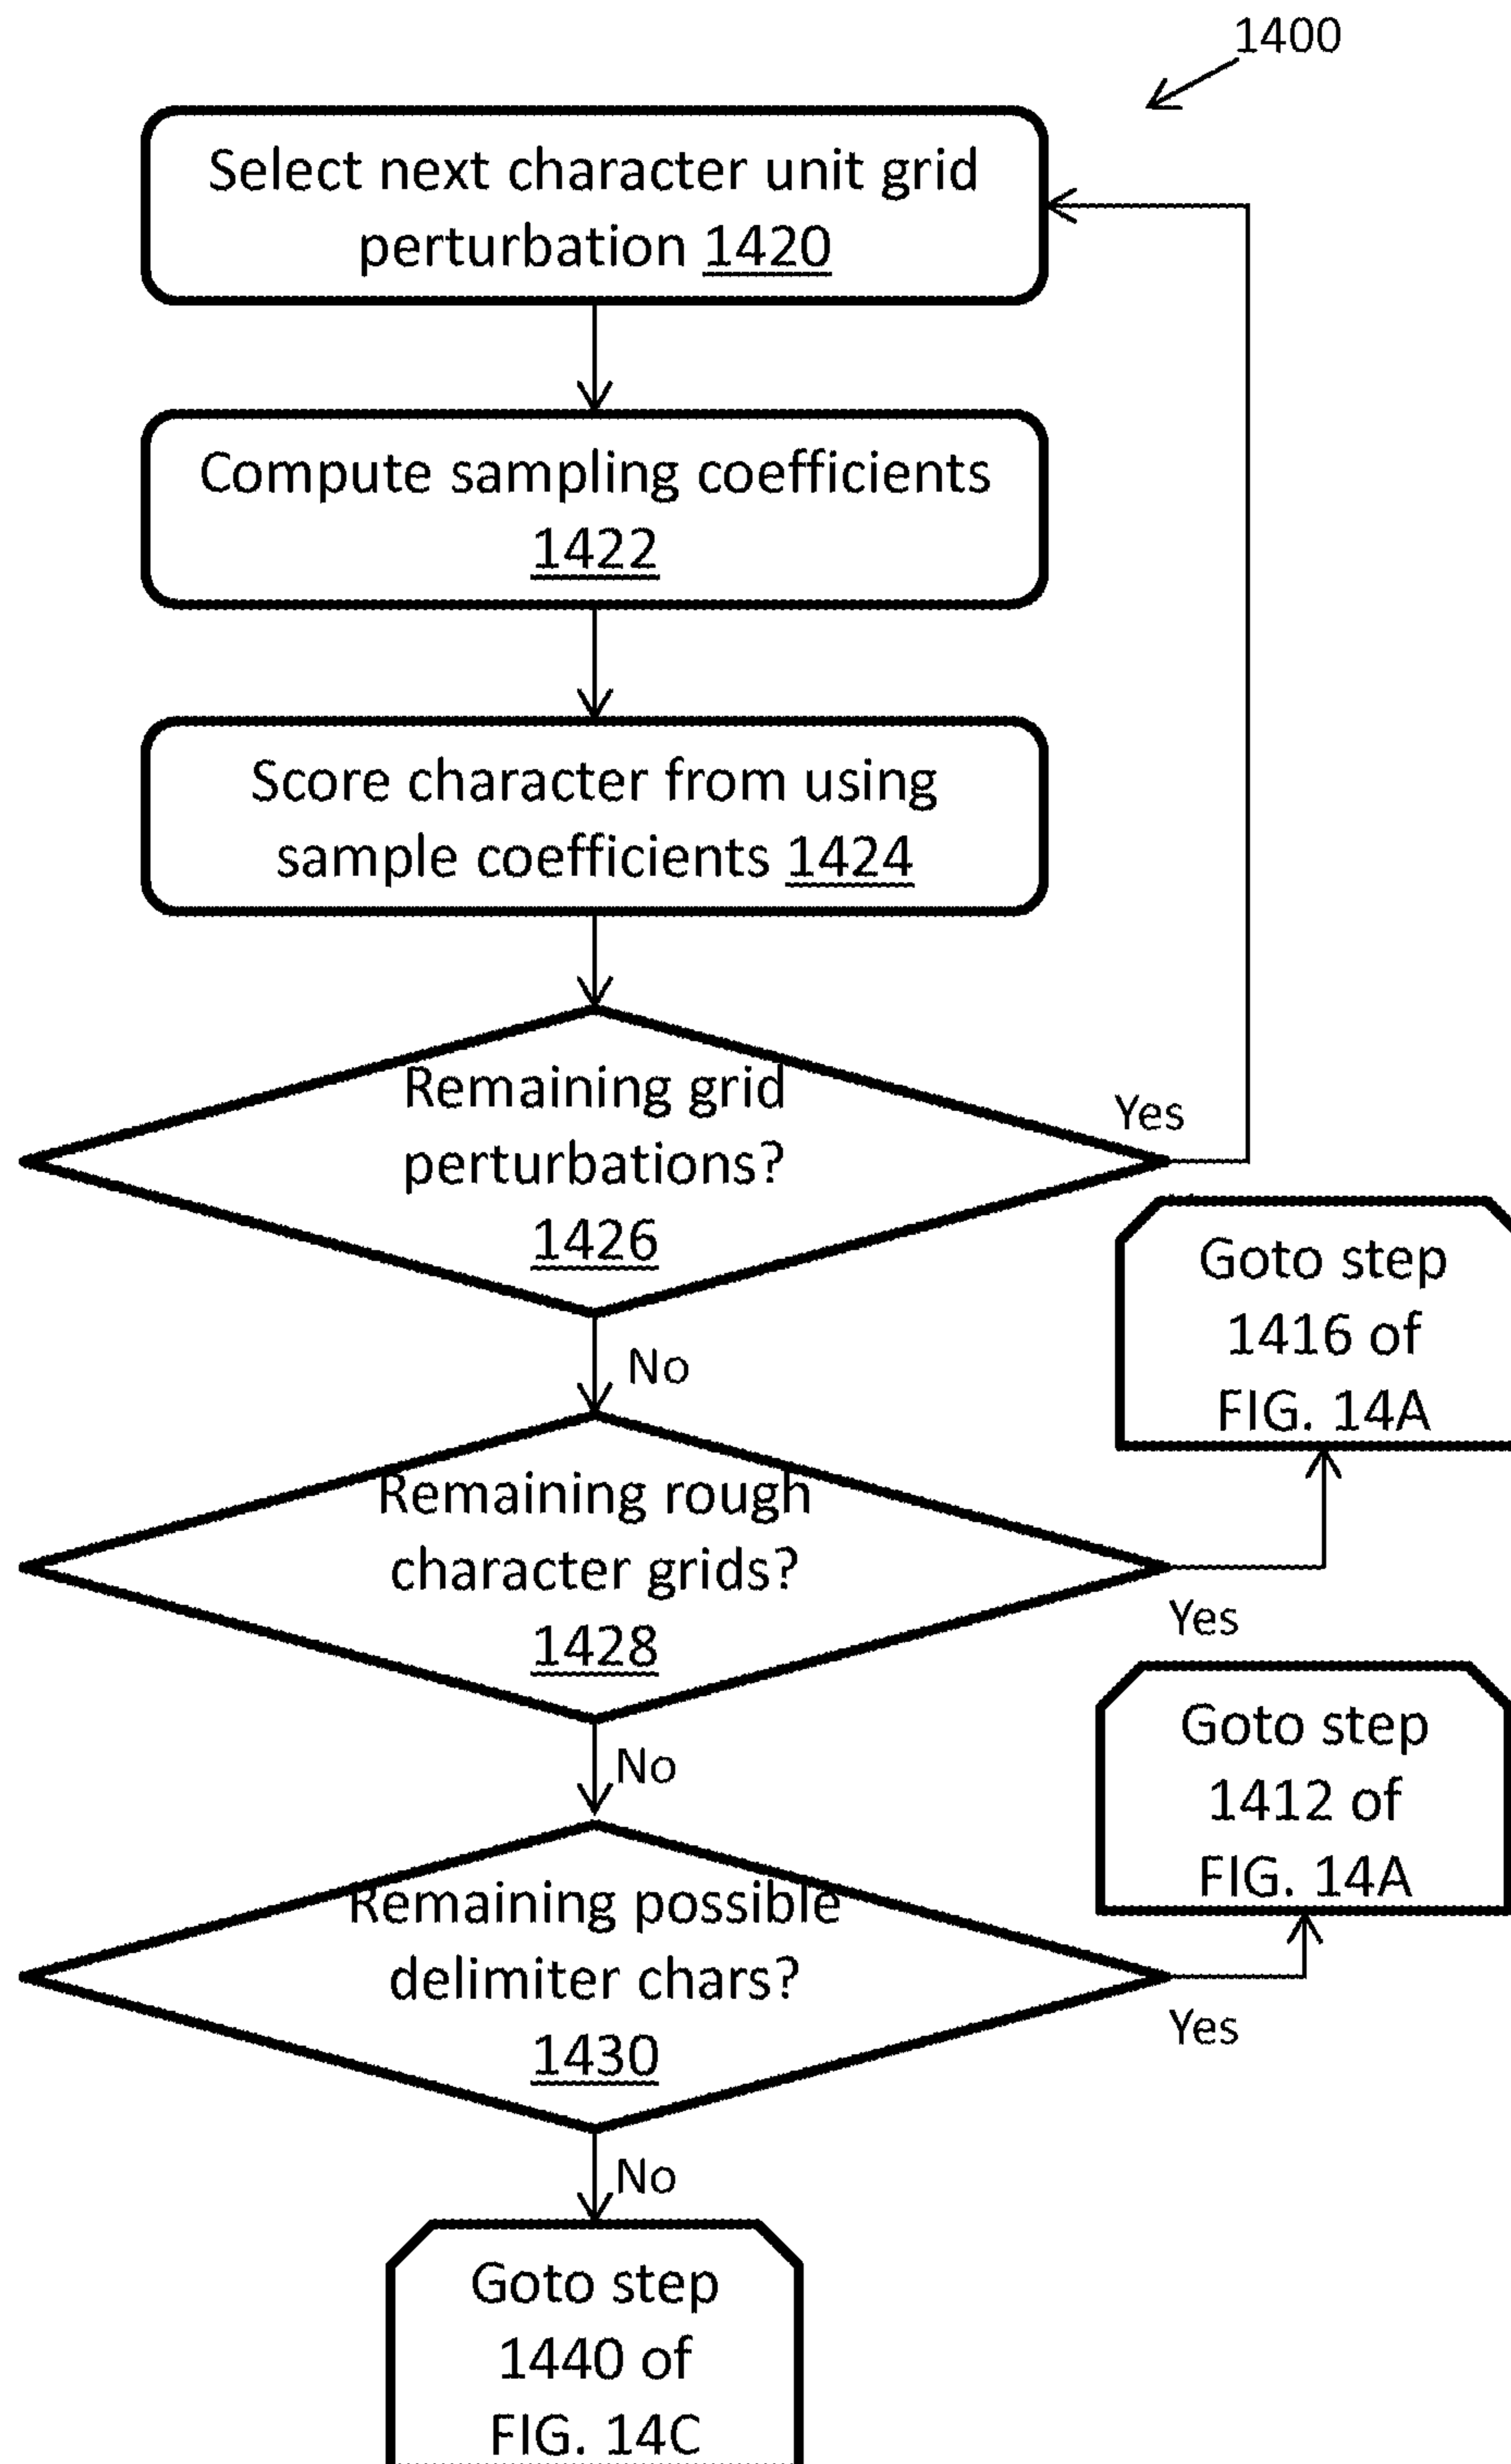 1400
Select next character unit grid
perturbation 1420
Compute sampling coefficients
1422
Score character from using
sample coefficients 1424
Remaining grid
perturbations?
1426
Yes
No
Goto step
1416 of
FIG. 14A
Remaining rough
character grids?
1428
Yes
No
Goto step
1412 of
FIG. 14A
Remaining possible
delimiter chars?
1430
Yes
No
Goto step
1440 of
FIG. 14C